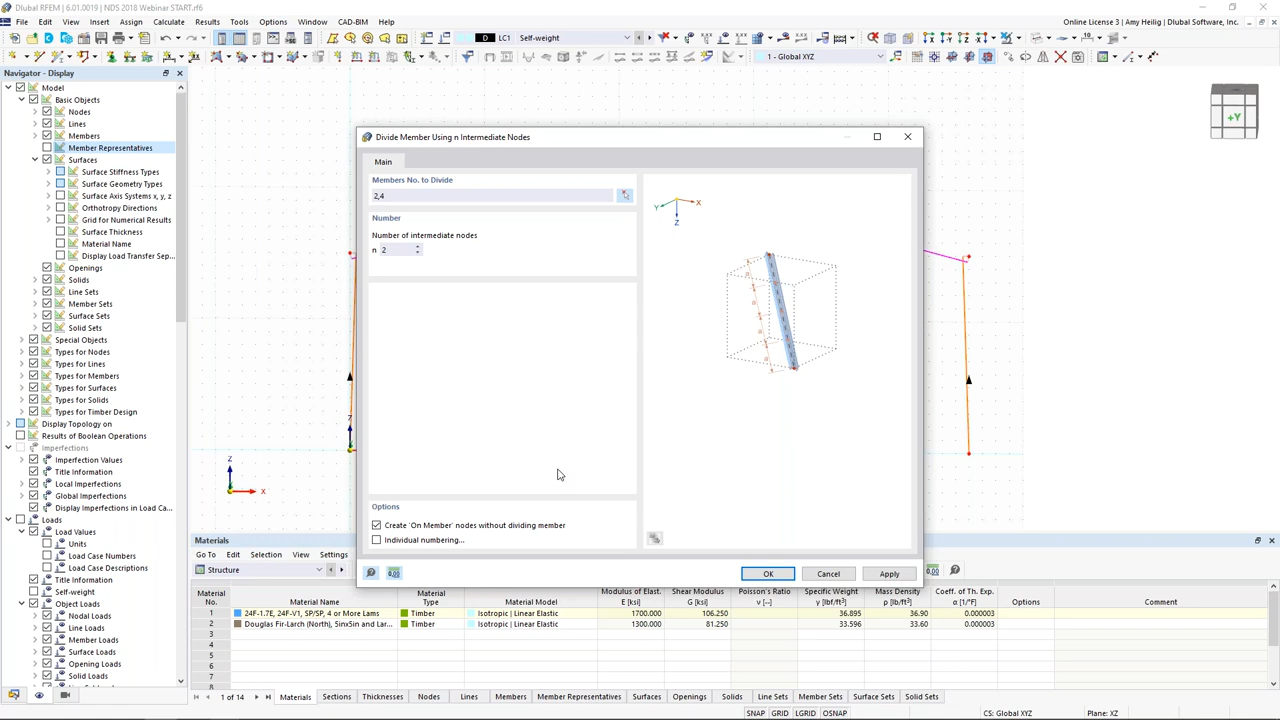 Dlubal RFEM | 6.01.0019 | NDS 2018 Webinar START.rf6
File Edit View Insert Assign Calculate Results Tools Options Window CAD-BIM Help
Online License 3 | Amy Heilig | Dlubal Software, Inc.
D LC1 Self-weight
1 - Global XYZ
Navigator - Display
Model
Basic Objects
Nodes
Lines
Members
Member Representatives
Surfaces
Surface Stiffness Types
Surface Geometry Types
Surface Axis Systems x, y, z
Orthotropy Directions
Grid for Numerical Results
Surface Thickness
Material Name
Display Load Transfer Sep...
Openings
Solids
Line Sets
Member Sets
Surface Sets
Solid Sets
Special Objects
Types for Nodes
Types for Lines
Types for Members
Types for Surfaces
Types for Solids
Types for Timber Design
Display Topology on
Results of Boolean Operations
Imperfections
Imperfection Values
Title Information
Local Imperfections
Global Imperfections
Display Imperfections in Load Ca...
Loads
Load Values
Units
Load Case Numbers
Load Case Descriptions
Title Information
Self-weight
Object Loads
Nodal Loads
Line Loads
Member Loads
Surface Loads
Opening Loads
Solid Loads
+Y
Z
X
Divide Member Using n Intermediate Nodes
Main
Members No. to Divide
2,4
Number
Number of intermediate nodes
n 2
Y X
Z
Options
Create 'On Member' nodes without dividing member
Individual numbering...
OK Cancel Apply
Materials
Go To Edit Selection View Settings
Structure
Material No. Material Name Material Type Material Model Modulus of Elast. E [ksi] Shear Modulus G [ksi] Poisson's Ratio ν [--] Specific Weight γ [lbf/ft³] Mass Density ρ [lb/ft³] Coeff. of Th. Exp. α [1/°F] Options Comment
1 24F-1.7E, 24F-V1, SP/SP, 4 or More Lams Timber Isotropic | Linear Elastic 1700.000 106.250 36.895 36.90 0.000003
2 Douglas Fir-Larch (North), 5inx5in and Lar... Timber Isotropic | Linear Elastic 1300.000 81.250 33.596 33.60 0.000003
3
4
5
6
7
8
1 of 14 Materials Sections Thicknesses Nodes Lines Members Member Representatives Surfaces Openings Solids Line Sets Member Sets Surface Sets Solid Sets
SNAP GRID LGRID OSNAP CS: Global XYZ Plane: XZ